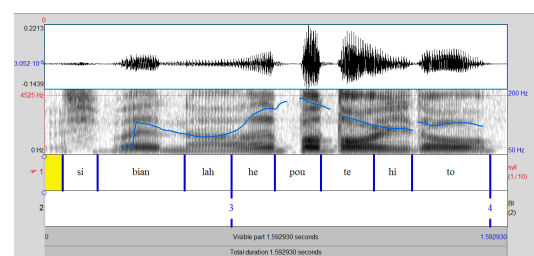 0
0.2213
3.052·10⁻⁵
-0.1439
4525 Hz 200 Hz
0 Hz 50 Hz
1 si bian lah he pou te hi to syll (1/10)
2 3 4 BI (2)
0 Visible part 1.592930 seconds 1.592930
Total duration 1.592930 seconds